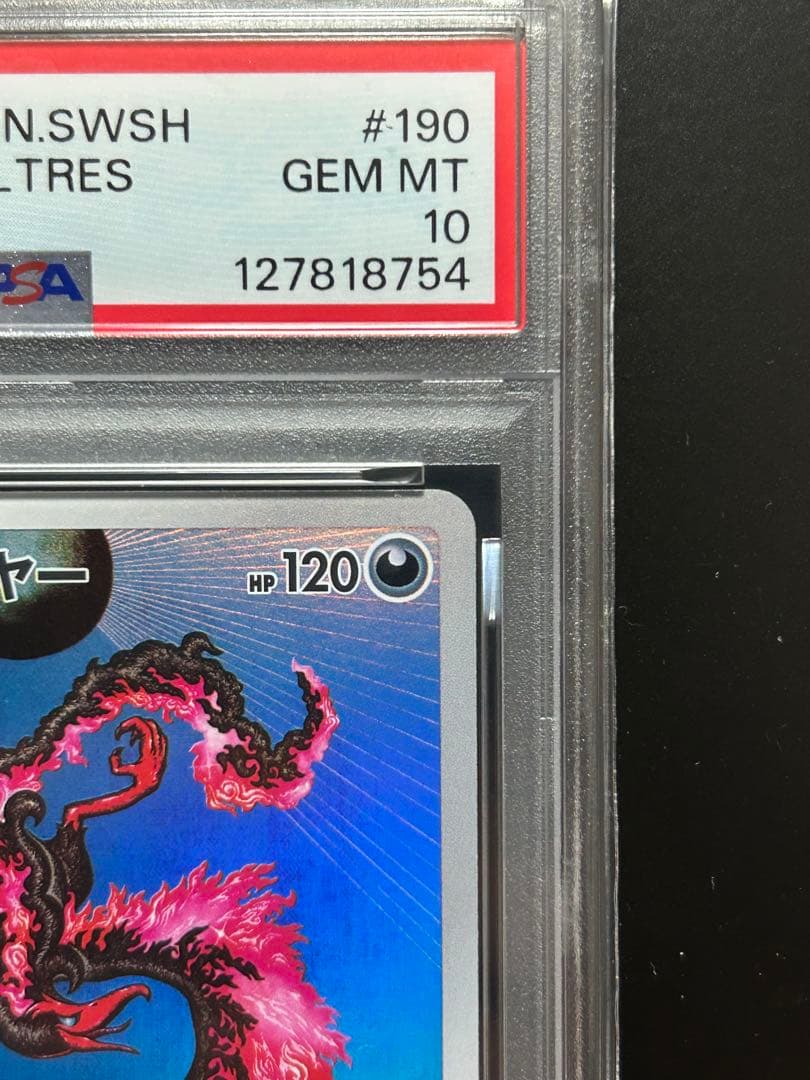 N.SWSH #190
LTRES GEM MT
10
PSA 127818754
ャー HP 120